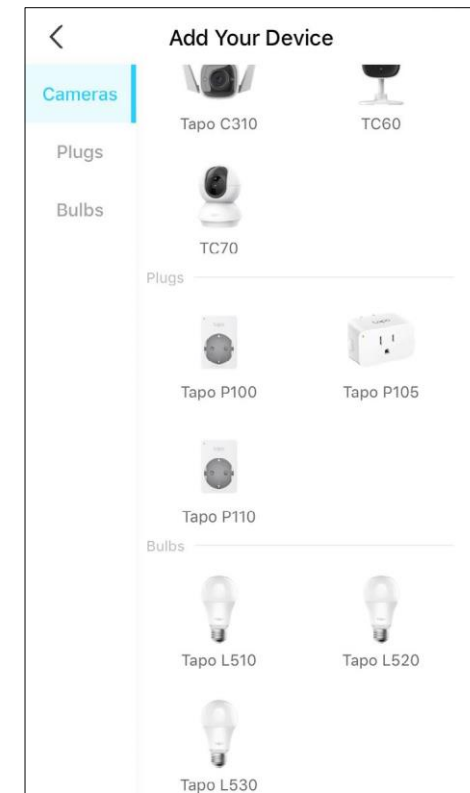 Add Your Device
Cameras
Plugs
Bulbs
Tapo C310 TC60
TC70
Plugs
Tapo P100 Tapo P105
Tapo P110
Bulbs
Tapo L510 Tapo L520
Tapo L530